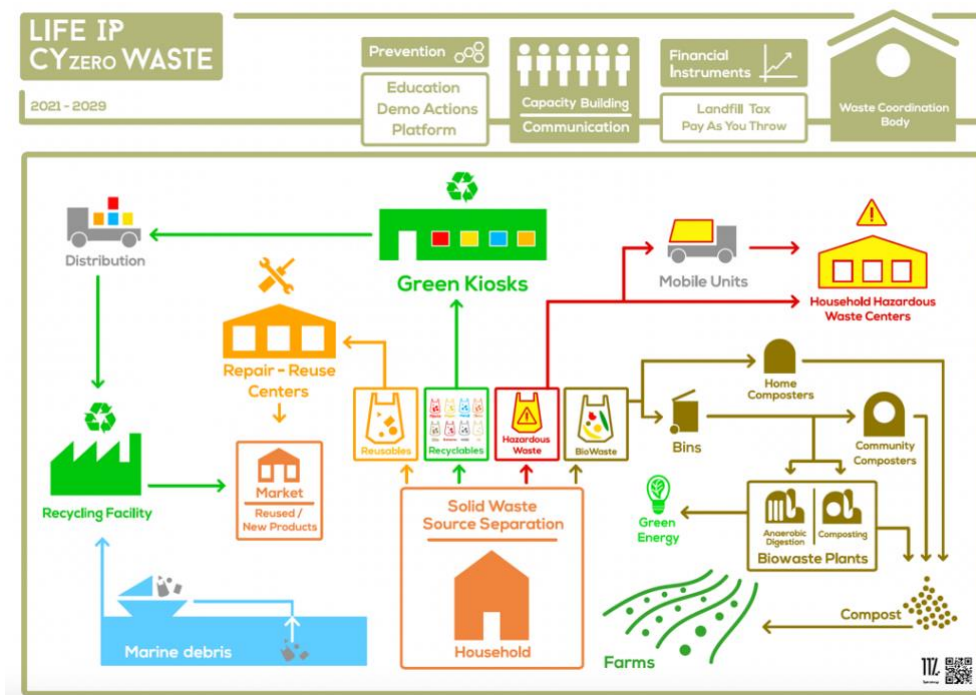 LIFE IP
CYZERO WASTE
2021 - 2029
Prevention
Education
Demo Actions
Platform
Capacity Building
Communication
Financial
Instruments
Landfill Tax
Pay As You Throw
Waste Coordination
Body
Distribution
Green Kiosks
Mobile Units
Household Hazardous
Waste Centers
Repair - Reuse
Centers
Reusables
Recyclables
Hazardous
Waste
BioWaste
Home
Composters
Bins
Community
Composters
Recycling Facility
Market
Reused /
New Products
Solid Waste
Source Separation
Household
Green
Energy
Anaerobic
Digestion
Composting
Biowaste Plants
Marine debris
Farms
Compost